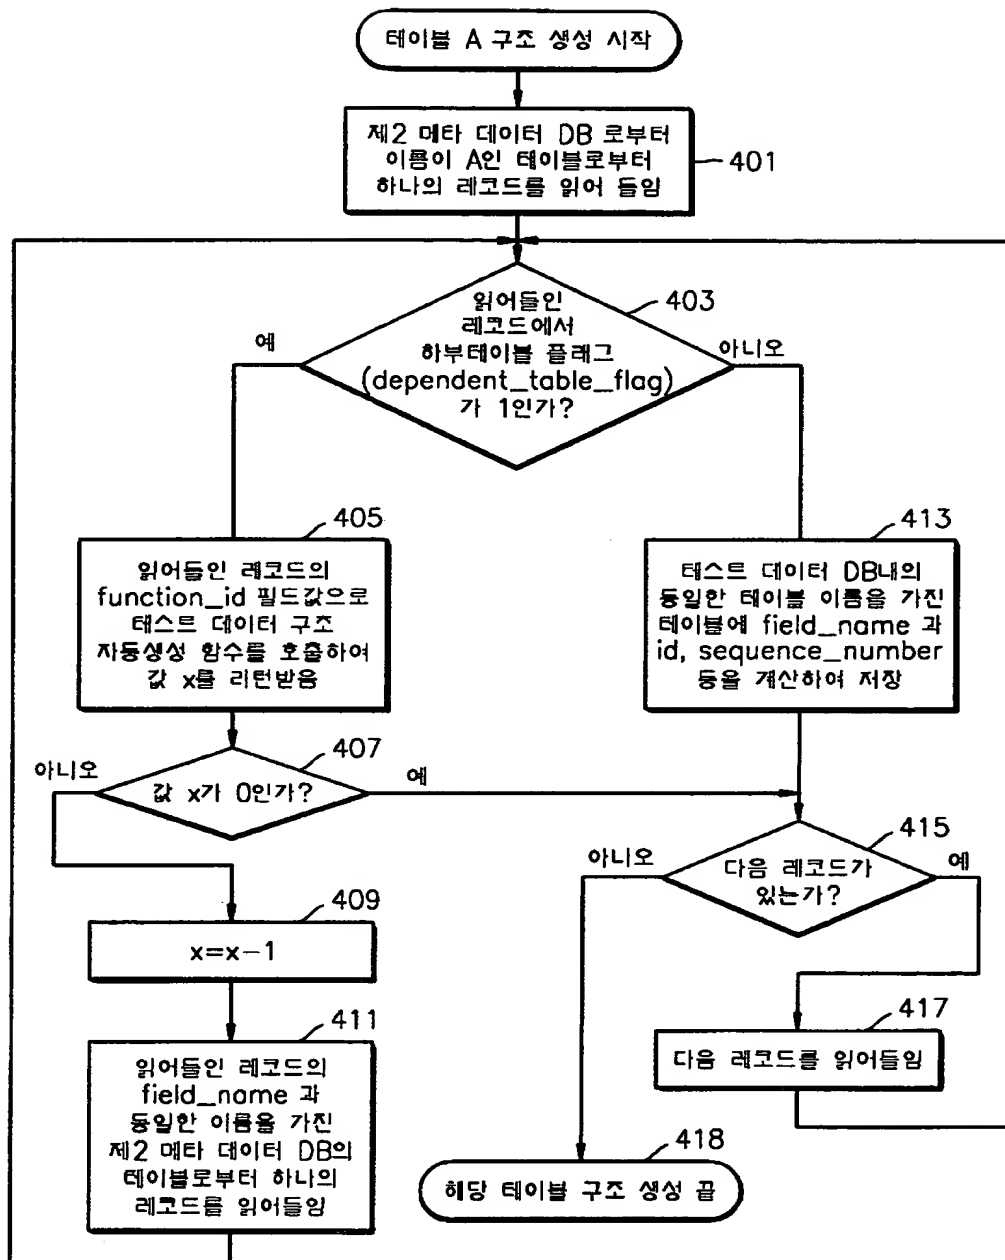 테이블 A 구조 생성 시작
제2 메타 데이터 DB 로부터
이름이 A인 테이블로부터
하나의 레코드를 읽어 들임
401
403
읽어들인
레코드에서
하부테이블 플래그
(dependent_table_flag)
가 1인가?
예
아니오
405
읽어들인 레코드의
function_id 필드값으로
테스트 데이터 구조
자동생성 함수를 호출하여
값 x를 리턴받음
413
테스트 데이터 DB내의
동일한 테이블 이름을 가진
테이블에 field_name 과
id, sequence_number
등을 계산하여 저장
407
아니오
값 x가 0인가?
예
415
아니오
다음 레코드가
있는가?
예
409
x=x-1
411
읽어들인 레코드의
field_name 과
동일한 이름을 가진
제2 메타 데이터 DB의
테이블로부터 하나의
레코드를 읽어들임
417
다음 레코드를 읽어들임
418
해당 테이블 구조 생성 끝